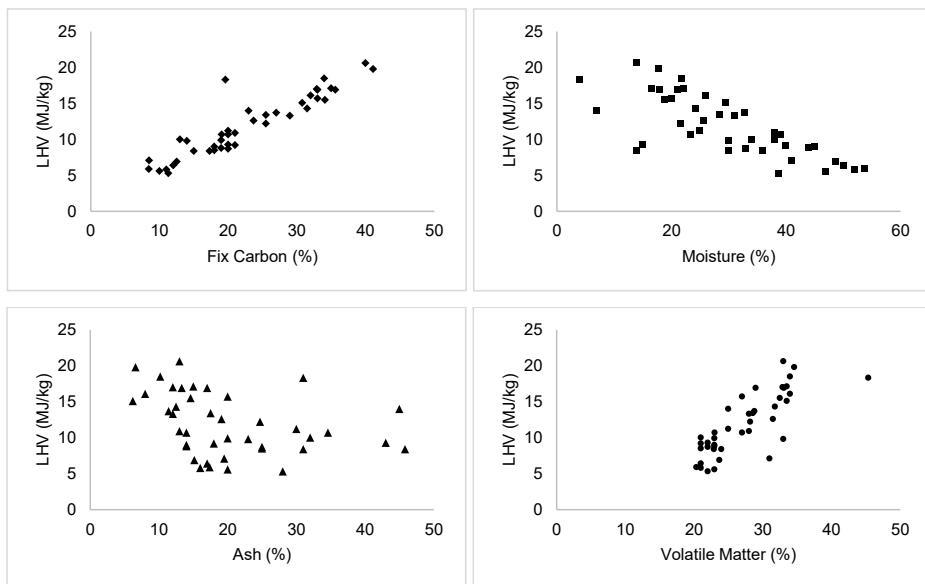 25
20
15
10
5
0
LHV (MJ/kg)
0 10 20 30 40 50
Fix Carbon (%)
25
20
15
10
5
0
LHV (MJ/kg)
0 20 40 60
Moisture (%)
25
20
15
10
5
0
LHV (MJ/kg)
0 10 20 30 40 50
Ash (%)
25
20
15
10
5
0
LHV (MJ/kg)
0 10 20 30 40 50
Volatile Matter (%)